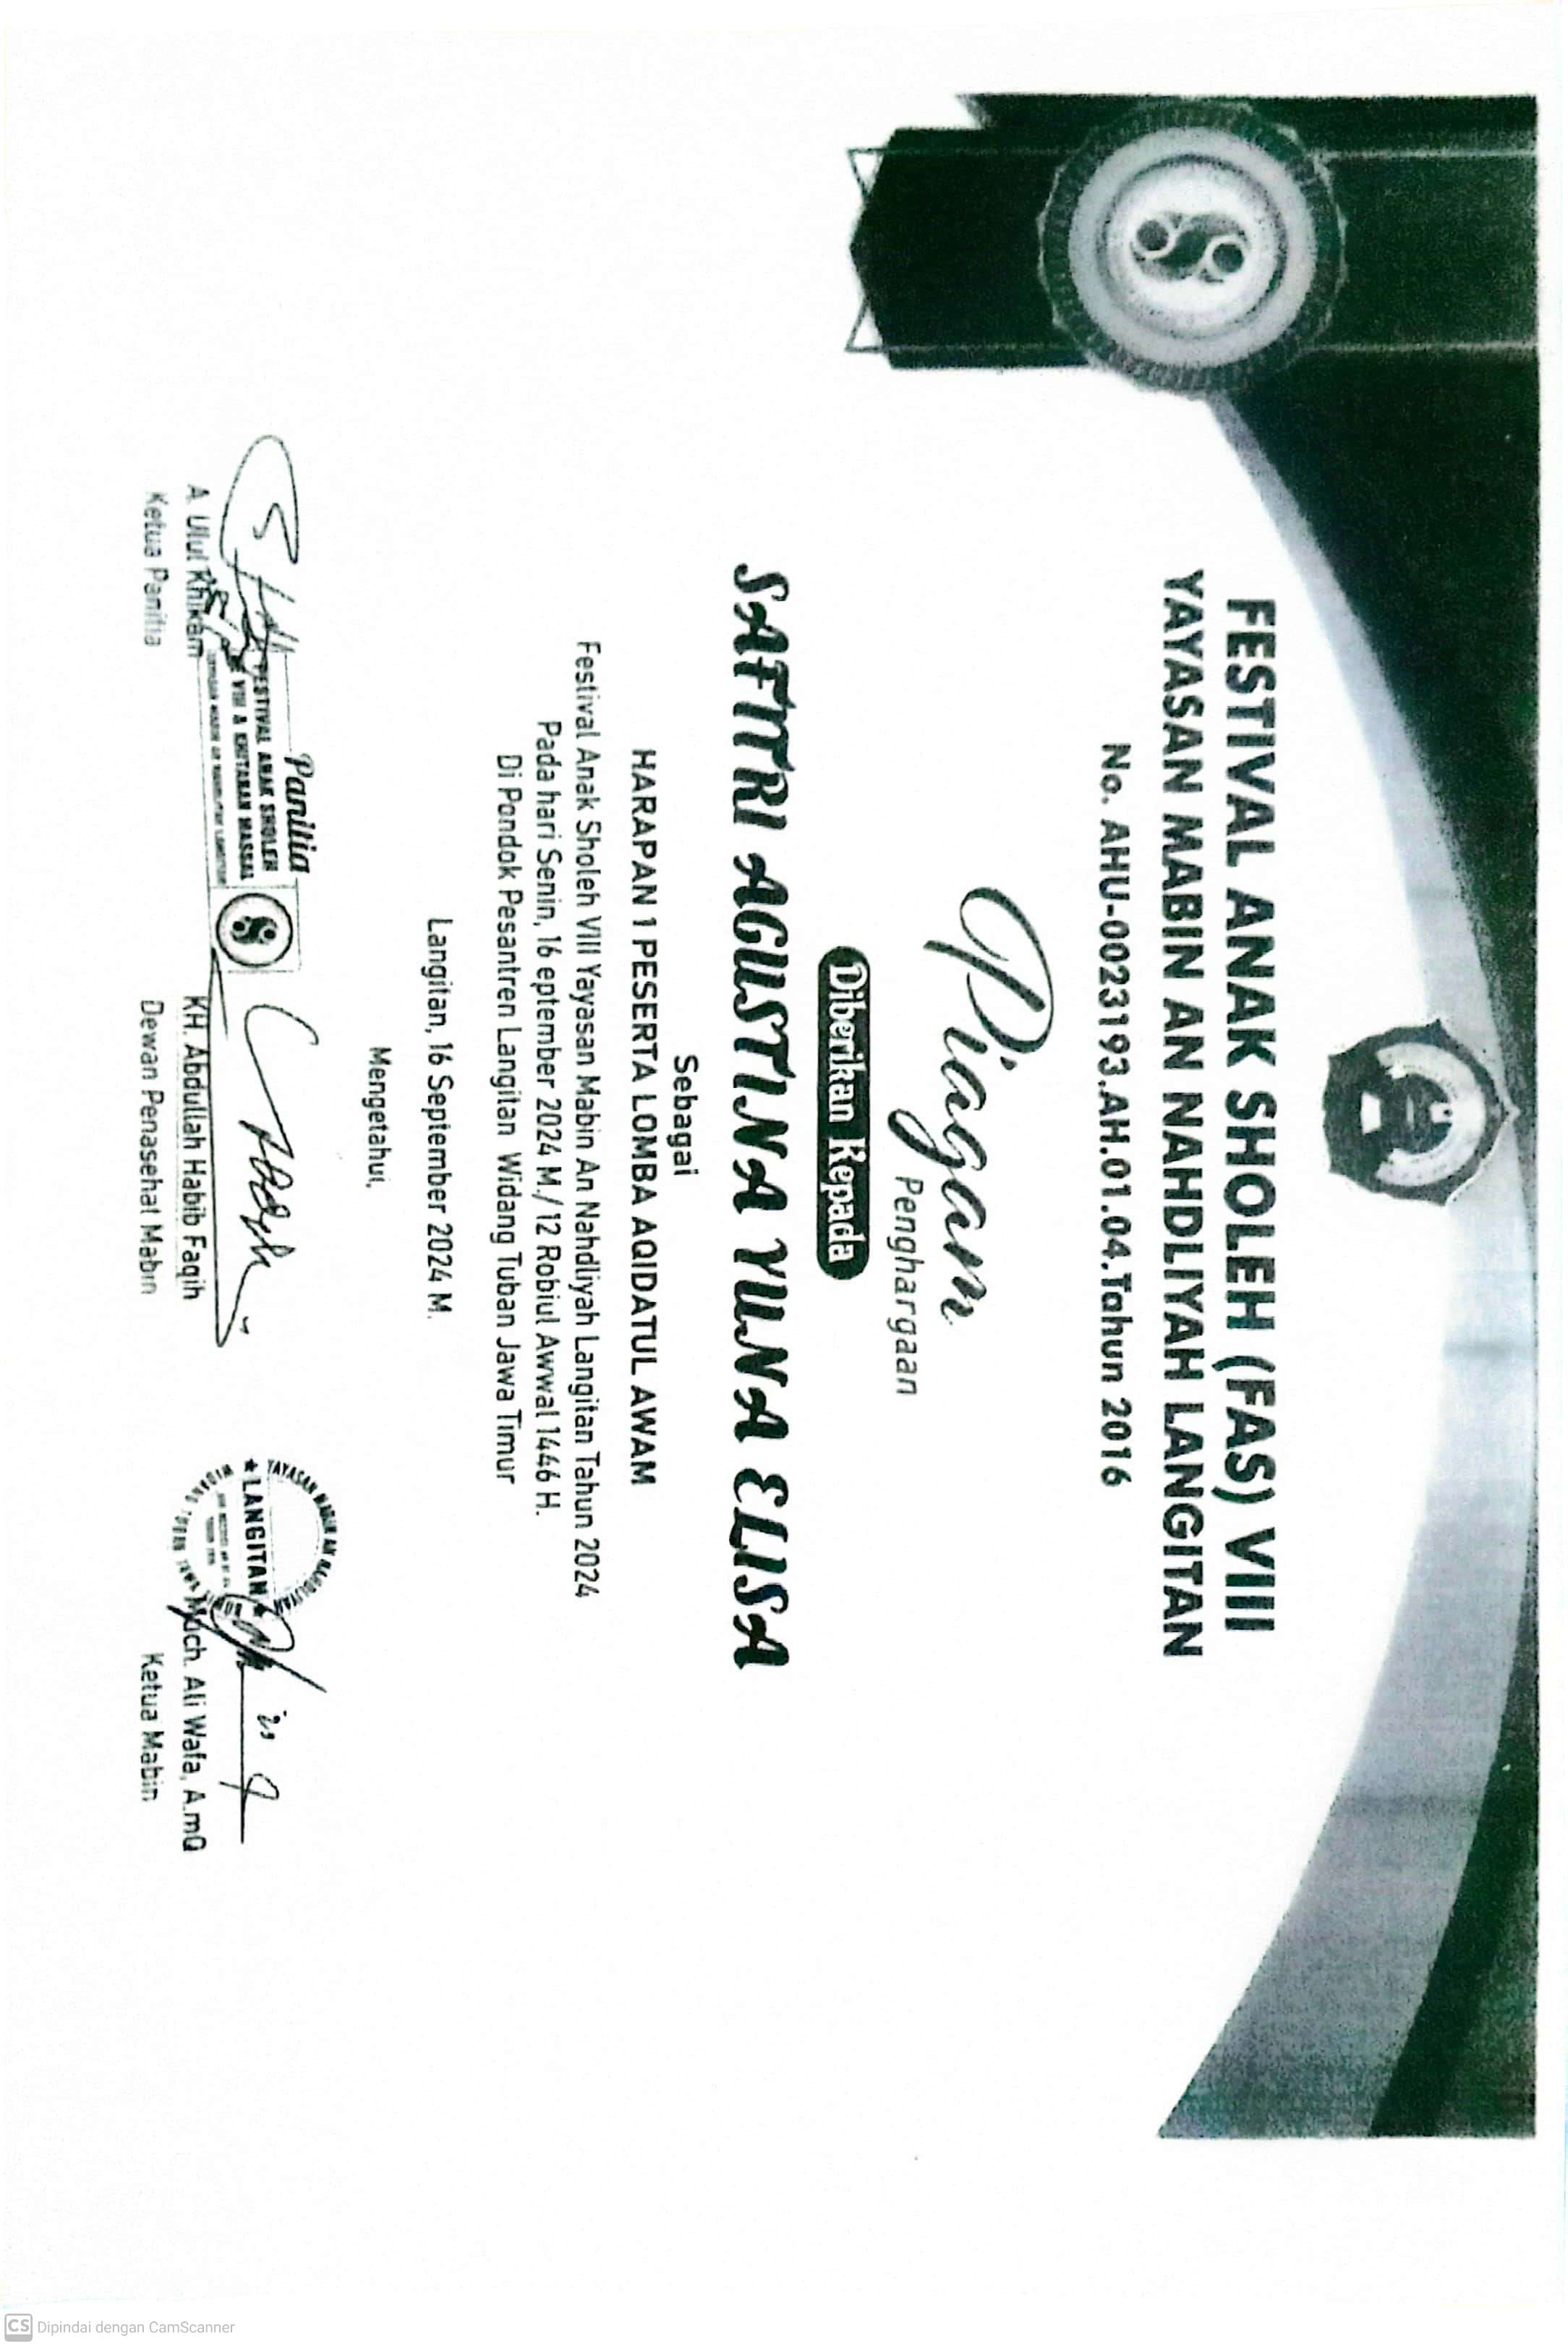 FESTIVAL ANAK SHOLEH (FAS) VIII
YAYASAN MABIN AN NAHDLIYAH LANGITAN
No. AHU-0023193.AH.01.04.Tahun 2016
Piagam
Penghargaan
Diberikan Kepada
SAFITRI AGUSTINA YUNA ELISA
Sebagai
HARAPAN 1 PESERTA LOMBA AQIDATUL AWAM
Festival Anak Sholeh VIII Yayasan Mabin An Nahdliyah Langitan Tahun 2024
Pada hari Senin, 16 eptember 2024 M / 12 Robiul Awwal 1446 H.
Di Pondok Pesantren Langitan Widang Tuban Jawa Timur
Langitan, 16 September 2024 M.
Mengetahui,
Panitia
FESTIVAL ANAK SHOLEH
VIII & KHITANAN MASSAL
YAYASAN MABIN AN NAHDLIYAH
LANGITAN
A. Ulul Khikam
Ketua Panitia
KH. Abdullah Habib Faqih
Dewan Penasehat Mabin
Moch. Ali Wafa, A.mQ
Ketua Mabin
CS Dipindai dengan CamScanner